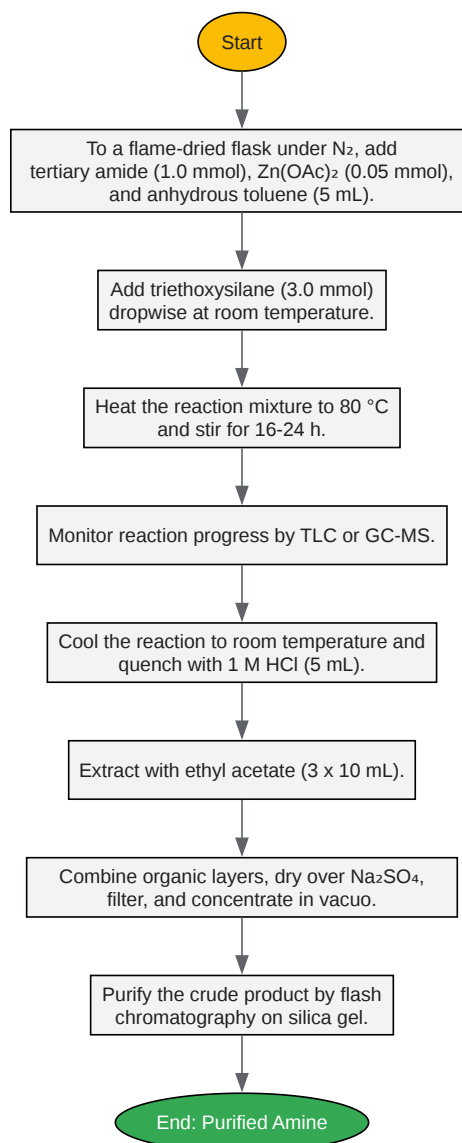 Start
To a flame-dried flask under N₂, add
tertiary amide (1.0 mmol), Zn(OAc)₂ (0.05 mmol),
and anhydrous toluene (5 mL).
Add triethoxysilane (3.0 mmol)
dropwise at room temperature.
Heat the reaction mixture to 80 °C
and stir for 16-24 h.
Monitor reaction progress by TLC or GC-MS.
Cool the reaction to room temperature and
quench with 1 M HCl (5 mL).
Extract with ethyl acetate (3 x 10 mL).
Combine organic layers, dry over Na₂SO₄,
filter, and concentrate in vacuo.
Purify the crude product by flash
chromatography on silica gel.
End: Purified Amine